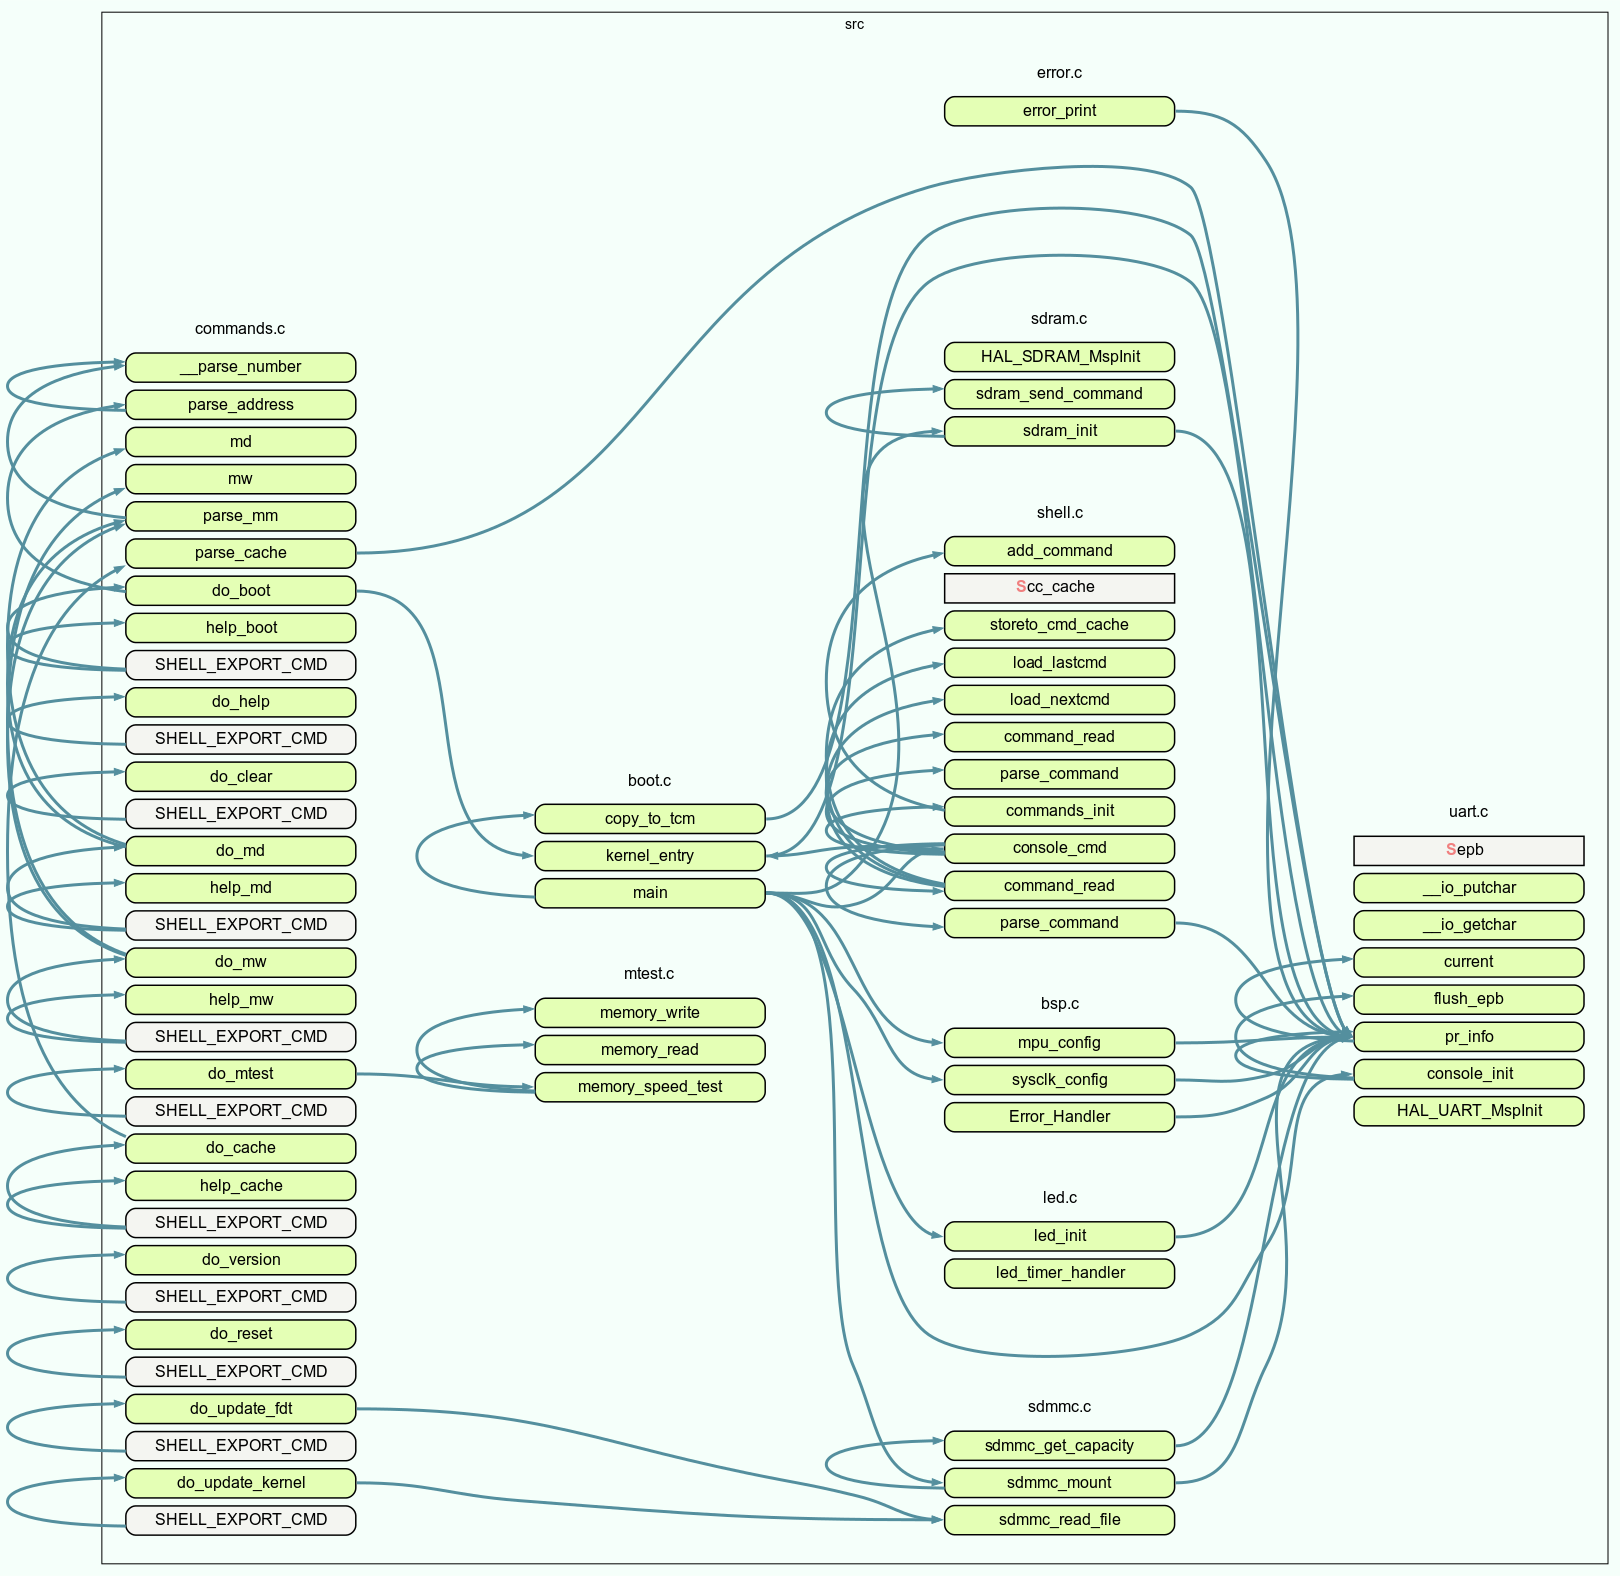 src
error.c
error_print
commands.c
__parse_number
parse_address
md
mw
parse_mm
parse_cache
do_boot
help_boot
SHELL_EXPORT_CMD
do_help
SHELL_EXPORT_CMD
do_clear
SHELL_EXPORT_CMD
do_md
help_md
SHELL_EXPORT_CMD
do_mw
help_mw
SHELL_EXPORT_CMD
do_mtest
SHELL_EXPORT_CMD
do_cache
help_cache
SHELL_EXPORT_CMD
do_version
SHELL_EXPORT_CMD
do_reset
SHELL_EXPORT_CMD
do_update_fdt
SHELL_EXPORT_CMD
do_update_kernel
SHELL_EXPORT_CMD
boot.c
copy_to_tcm
kernel_entry
main
mtest.c
memory_write
memory_read
memory_speed_test
sdram.c
HAL_SDRAM_MspInit
sdram_send_command
sdram_init
shell.c
add_command
Scc_cache
storeto_cmd_cache
load_lastcmd
load_nextcmd
command_read
parse_command
commands_init
console_cmd
command_read
parse_command
bsp.c
mpu_config
sysclk_config
Error_Handler
led.c
led_init
led_timer_handler
sdmmc.c
sdmmc_get_capacity
sdmmc_mount
sdmmc_read_file
uart.c
Sepb
__io_putchar
__io_getchar
current
flush_epb
pr_info
console_init
HAL_UART_MspInit